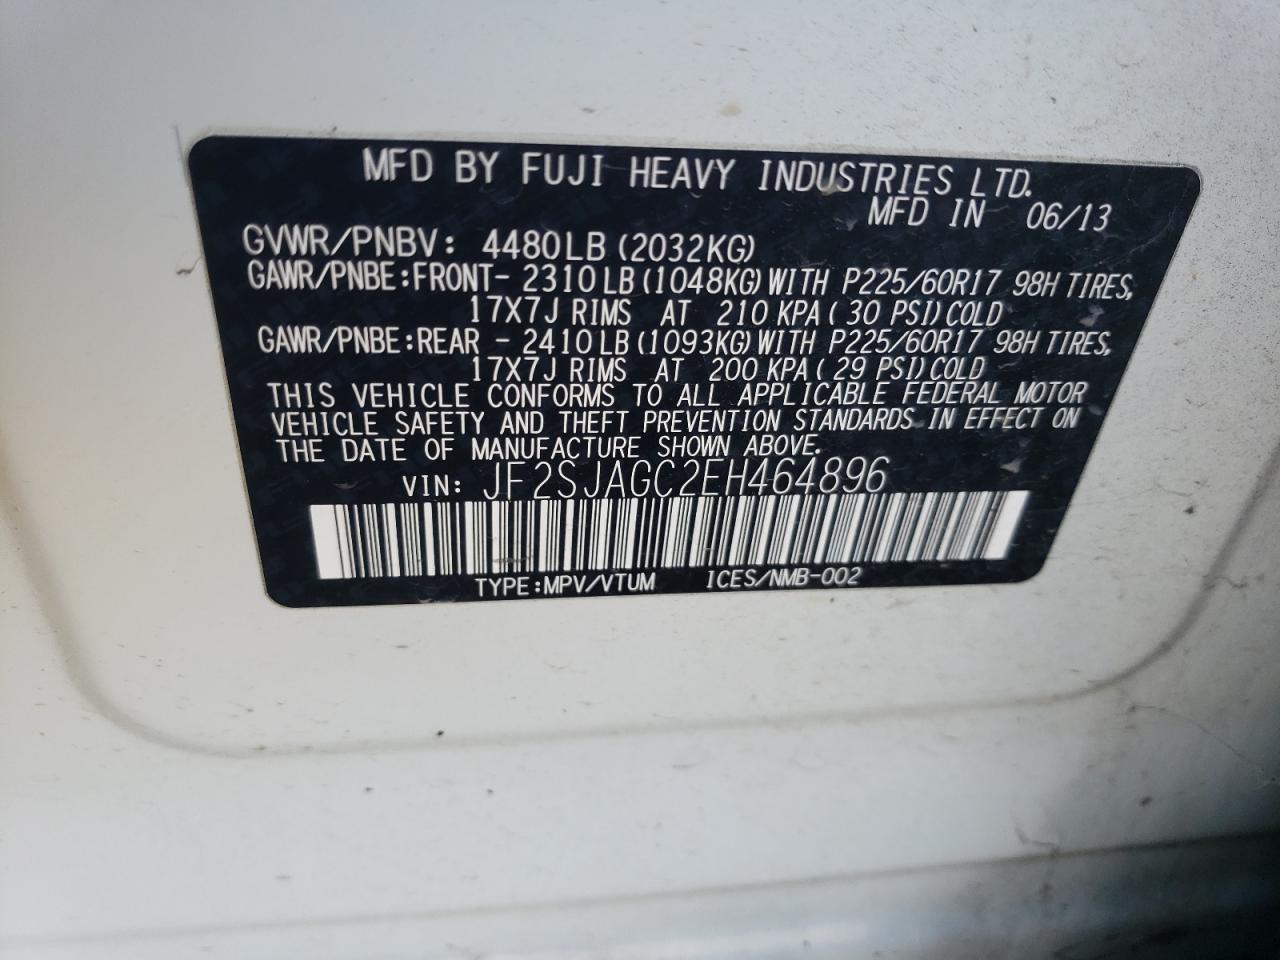 MFD BY FUJI HEAVY INDUSTRIES LTD.
MFD IN 06/13
GVWR/PNBV: 4480LB (2032KG)
GAWR/PNBE:FRONT- 2310LB(1048KG)WITH P225/60R17 98H TIRES,
17X7J RIMS AT 210 KPA( 30 PSI)COLD
GAWR/PNBE:REAR - 2410LB(1093KG)WITH P225/60R17 98H TIRES,
17X7J RIMS AT 200 KPA( 29 PSI)COLD
THIS VEHICLE CONFORMS TO ALL APPLICABLE FEDERAL MOTOR
VEHICLE SAFETY AND THEFT PREVENTION STANDARDS IN EFFECT ON
THE DATE OF MANUFACTURE SHOWN ABOVE.
VIN: JF2SJAGC2EH464896
TYPE:MPV/VTUM ICES/NMB-002